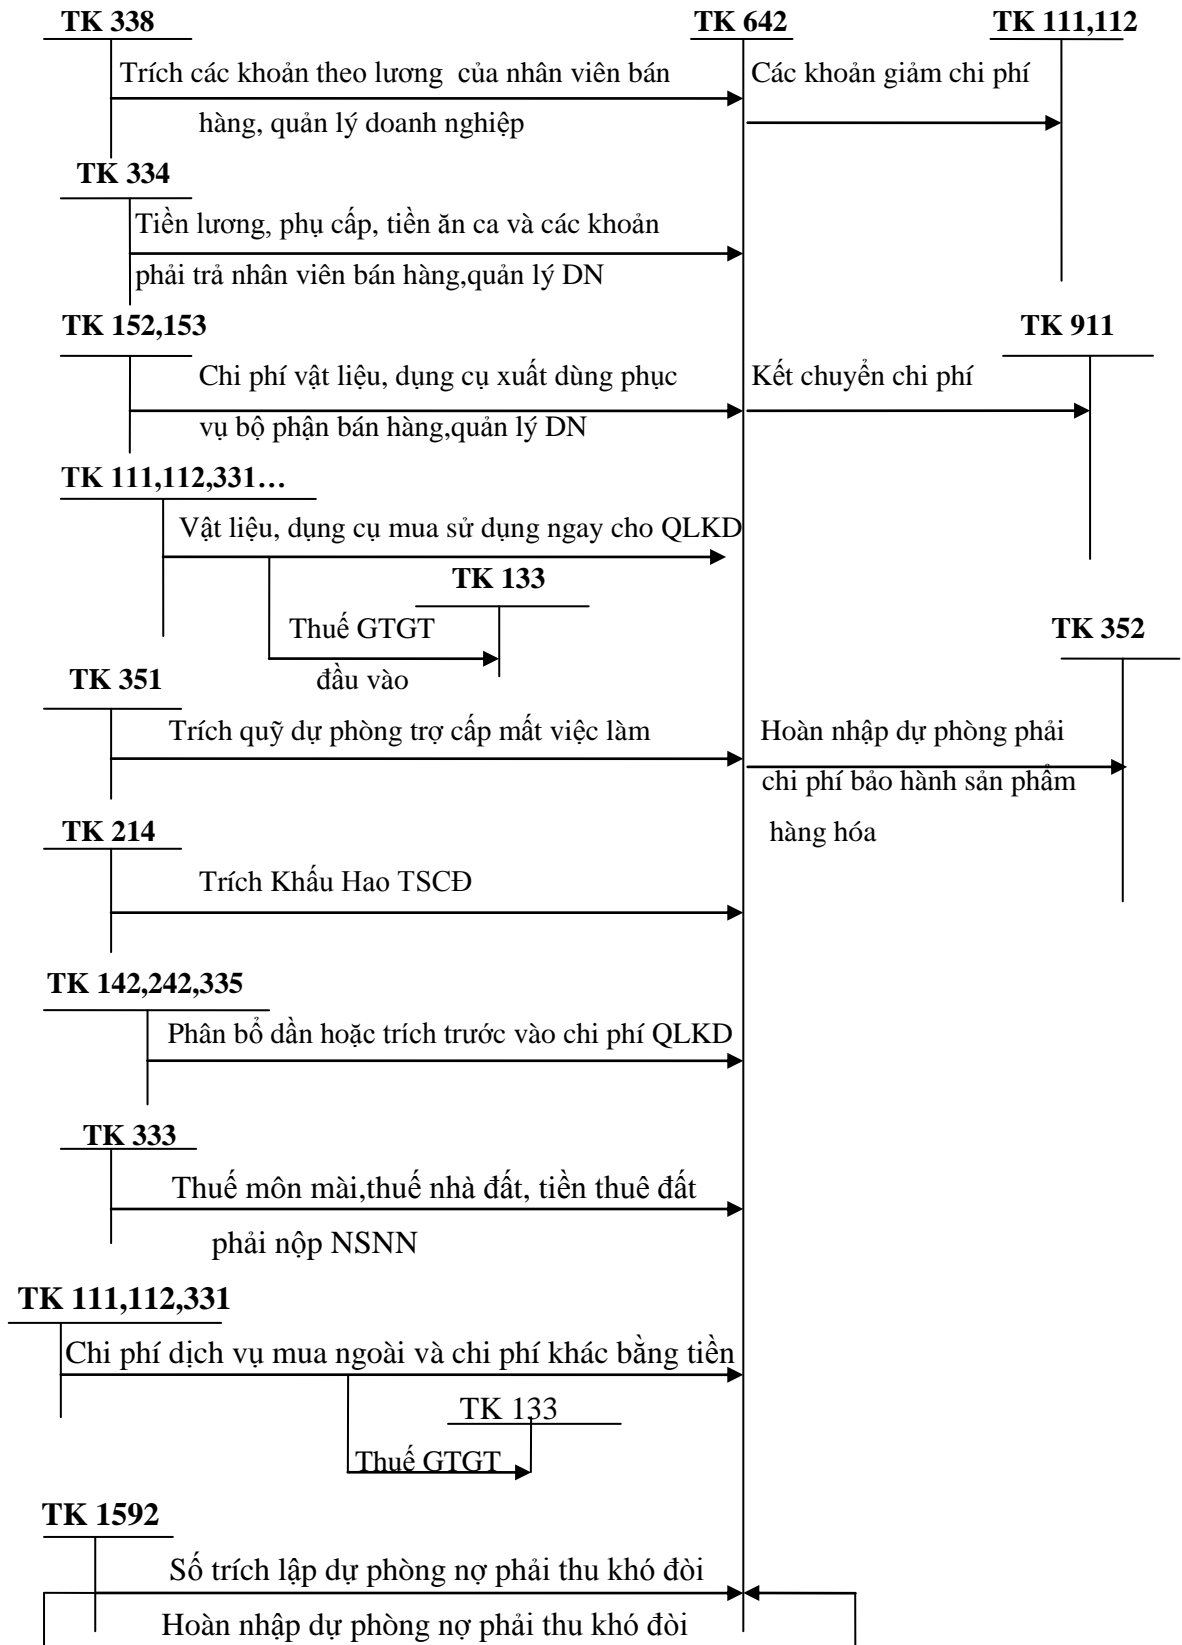 TK 338
TK 642
TK 111,112
Trích các khoản theo lương của nhân viên bán
Các khoản giảm chi phí
hàng, quản lý doanh nghiệp
TK 334
Tiền lương, phụ cấp, tiền ăn ca và các khoản
phải trả nhân viên bán hàng,quản lý DN
TK 152,153
TK 911
Chi phí vật liệu, dụng cụ xuất dùng phục
Kết chuyển chi phí
vụ bộ phận bán hàng,quản lý DN
TK 111,112,331…
Vật liệu, dụng cụ mua sử dụng ngay cho QLKD
TK 133
Thuế GTGT
đầu vào
TK 352
TK 351
Trích quỹ dự phòng trợ cấp mất việc làm
Hoàn nhập dự phòng phải
chi phí bảo hành sản phẩm
hàng hóa
TK 214
Trích Khấu Hao TSCĐ
TK 142,242,335
Phân bổ dần hoặc trích trước vào chi phí QLKD
TK 333
Thuế môn mài,thuế nhà đất, tiền thuê đất
phải nộp NSNN
TK 111,112,331
Chi phí dịch vụ mua ngoài và chi phí khác bằng tiền
TK 133
Thuế GTGT
TK 1592
Số trích lập dự phòng nợ phải thu khó đòi
Hoàn nhập dự phòng nợ phải thu khó đòi